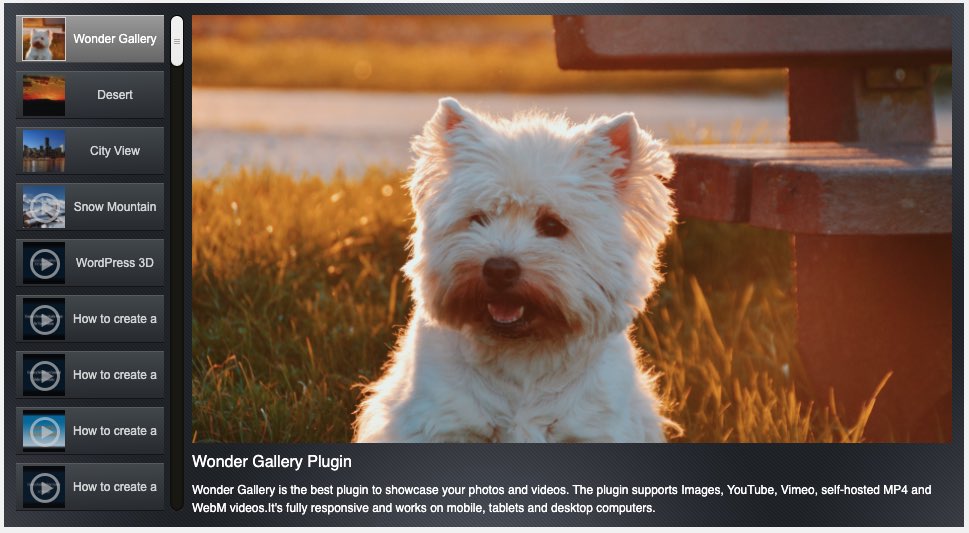 Wonder Gallery
Desert
City View
Snow Mountain
WordPress 3D
How to create a
How to create a
How to create a
How to create a
Wonder Gallery Plugin
Wonder Gallery is the best plugin to showcase your photos and videos. The plugin supports Images, YouTube, Vimeo, self-hosted MP4 and
WebM videos.It's fully responsive and works on mobile, tablets and desktop computers.